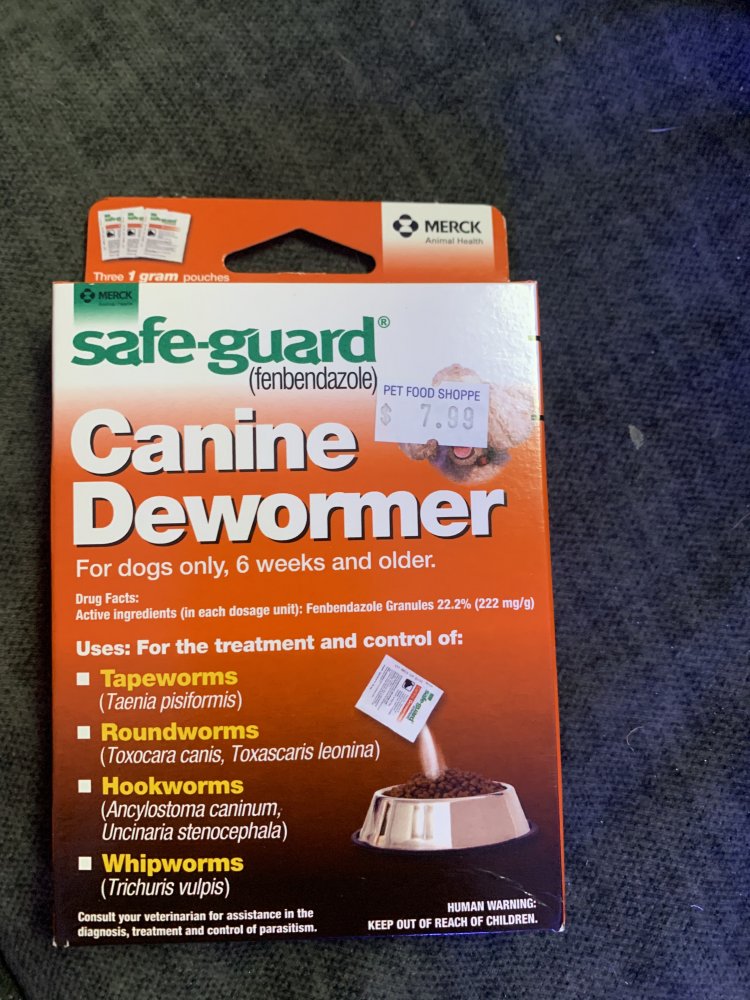 MERCK
Animal Health
Three 1 gram pouches
MERCK
safe-guard®
(fenbendazole)
PET FOOD SHOPPE
$ 7.99
Canine
Dewormer
For dogs only, 6 weeks and older.
Drug Facts:
Active ingredients (in each dosage unit): Fenbendazole Granules 22.2% (222 mg/g)
Uses: For the treatment and control of:
Tapeworms
(Taenia pisiformis)
Roundworms
(Toxocara canis, Toxascaris leonina)
Hookworms
(Ancylostoma caninum,
Uncinaria stenocephala)
Whipworms
(Trichuris vulpis)
Consult your veterinarian for assistance in the
diagnosis, treatment and control of parasitism.
HUMAN WARNING:
KEEP OUT OF REACH OF CHILDREN.